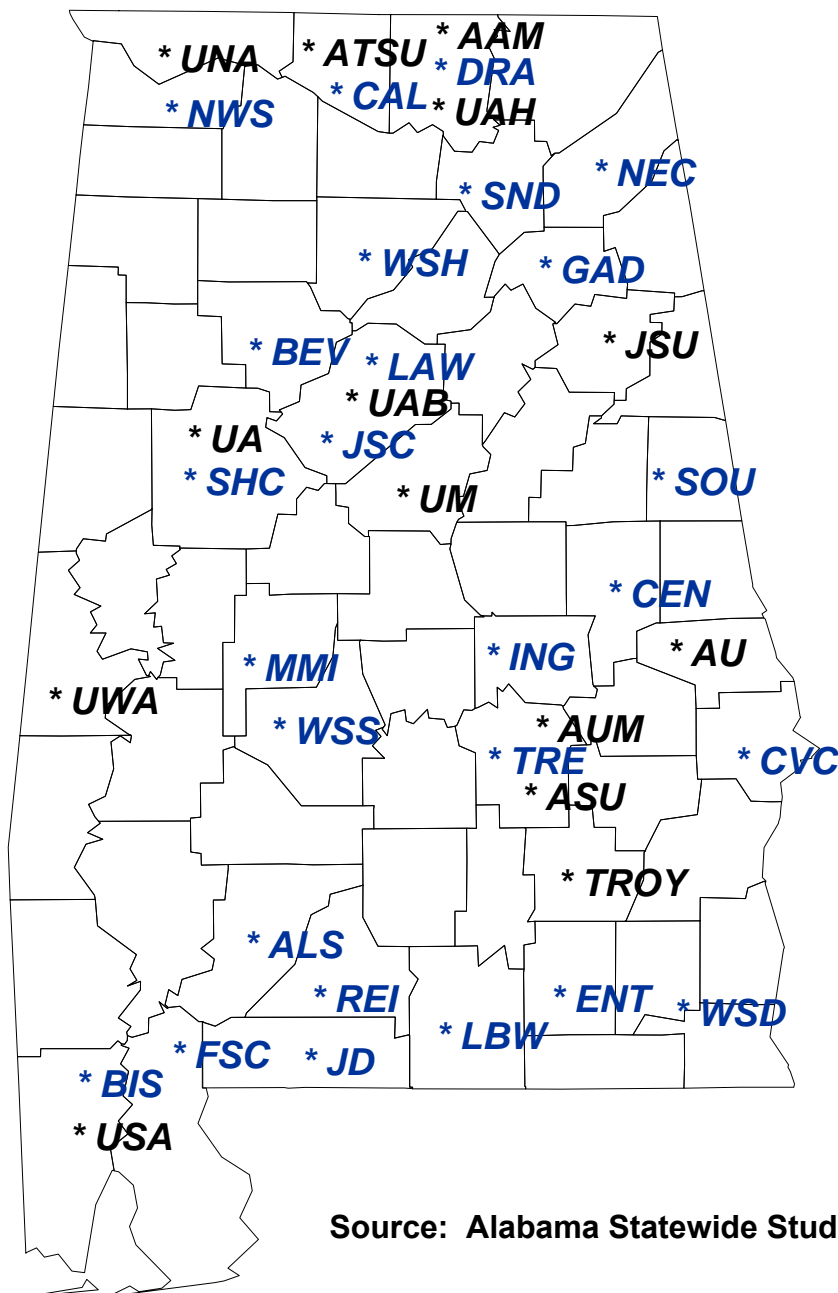 * AAM
* UNA
* ATSU
* DRA
* CAL
* NWS
* UAH
* NEC
* SND
* WSH
* GAD
* JSU
* BEV
* LAW
* UAB
* UA
* JSC
* SHC
* SOU
* UM
* CEN
* ING
* AU
* MMI
* UWA
* AUM
* WSS
* TRE
* CVC
* ASU
* TROY
* ALS
* REI
* ENT
* WSD
* LBW
* FSC
* JD
* BIS
* USA
Source: Alabama Statewide Stud